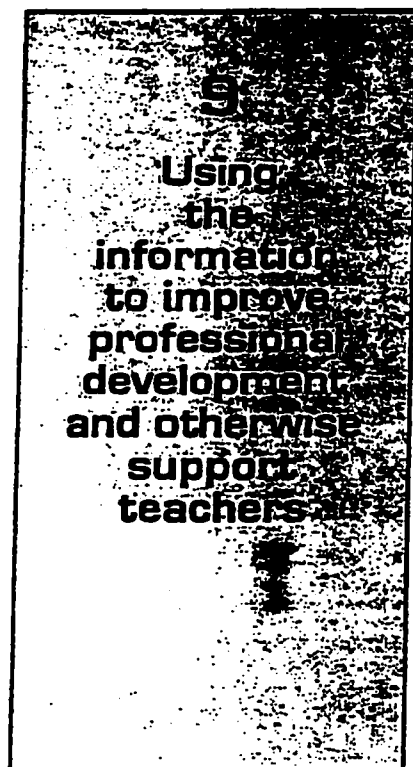 9
Using
the
information
to improve
professional
development
and otherwise
support
teachers